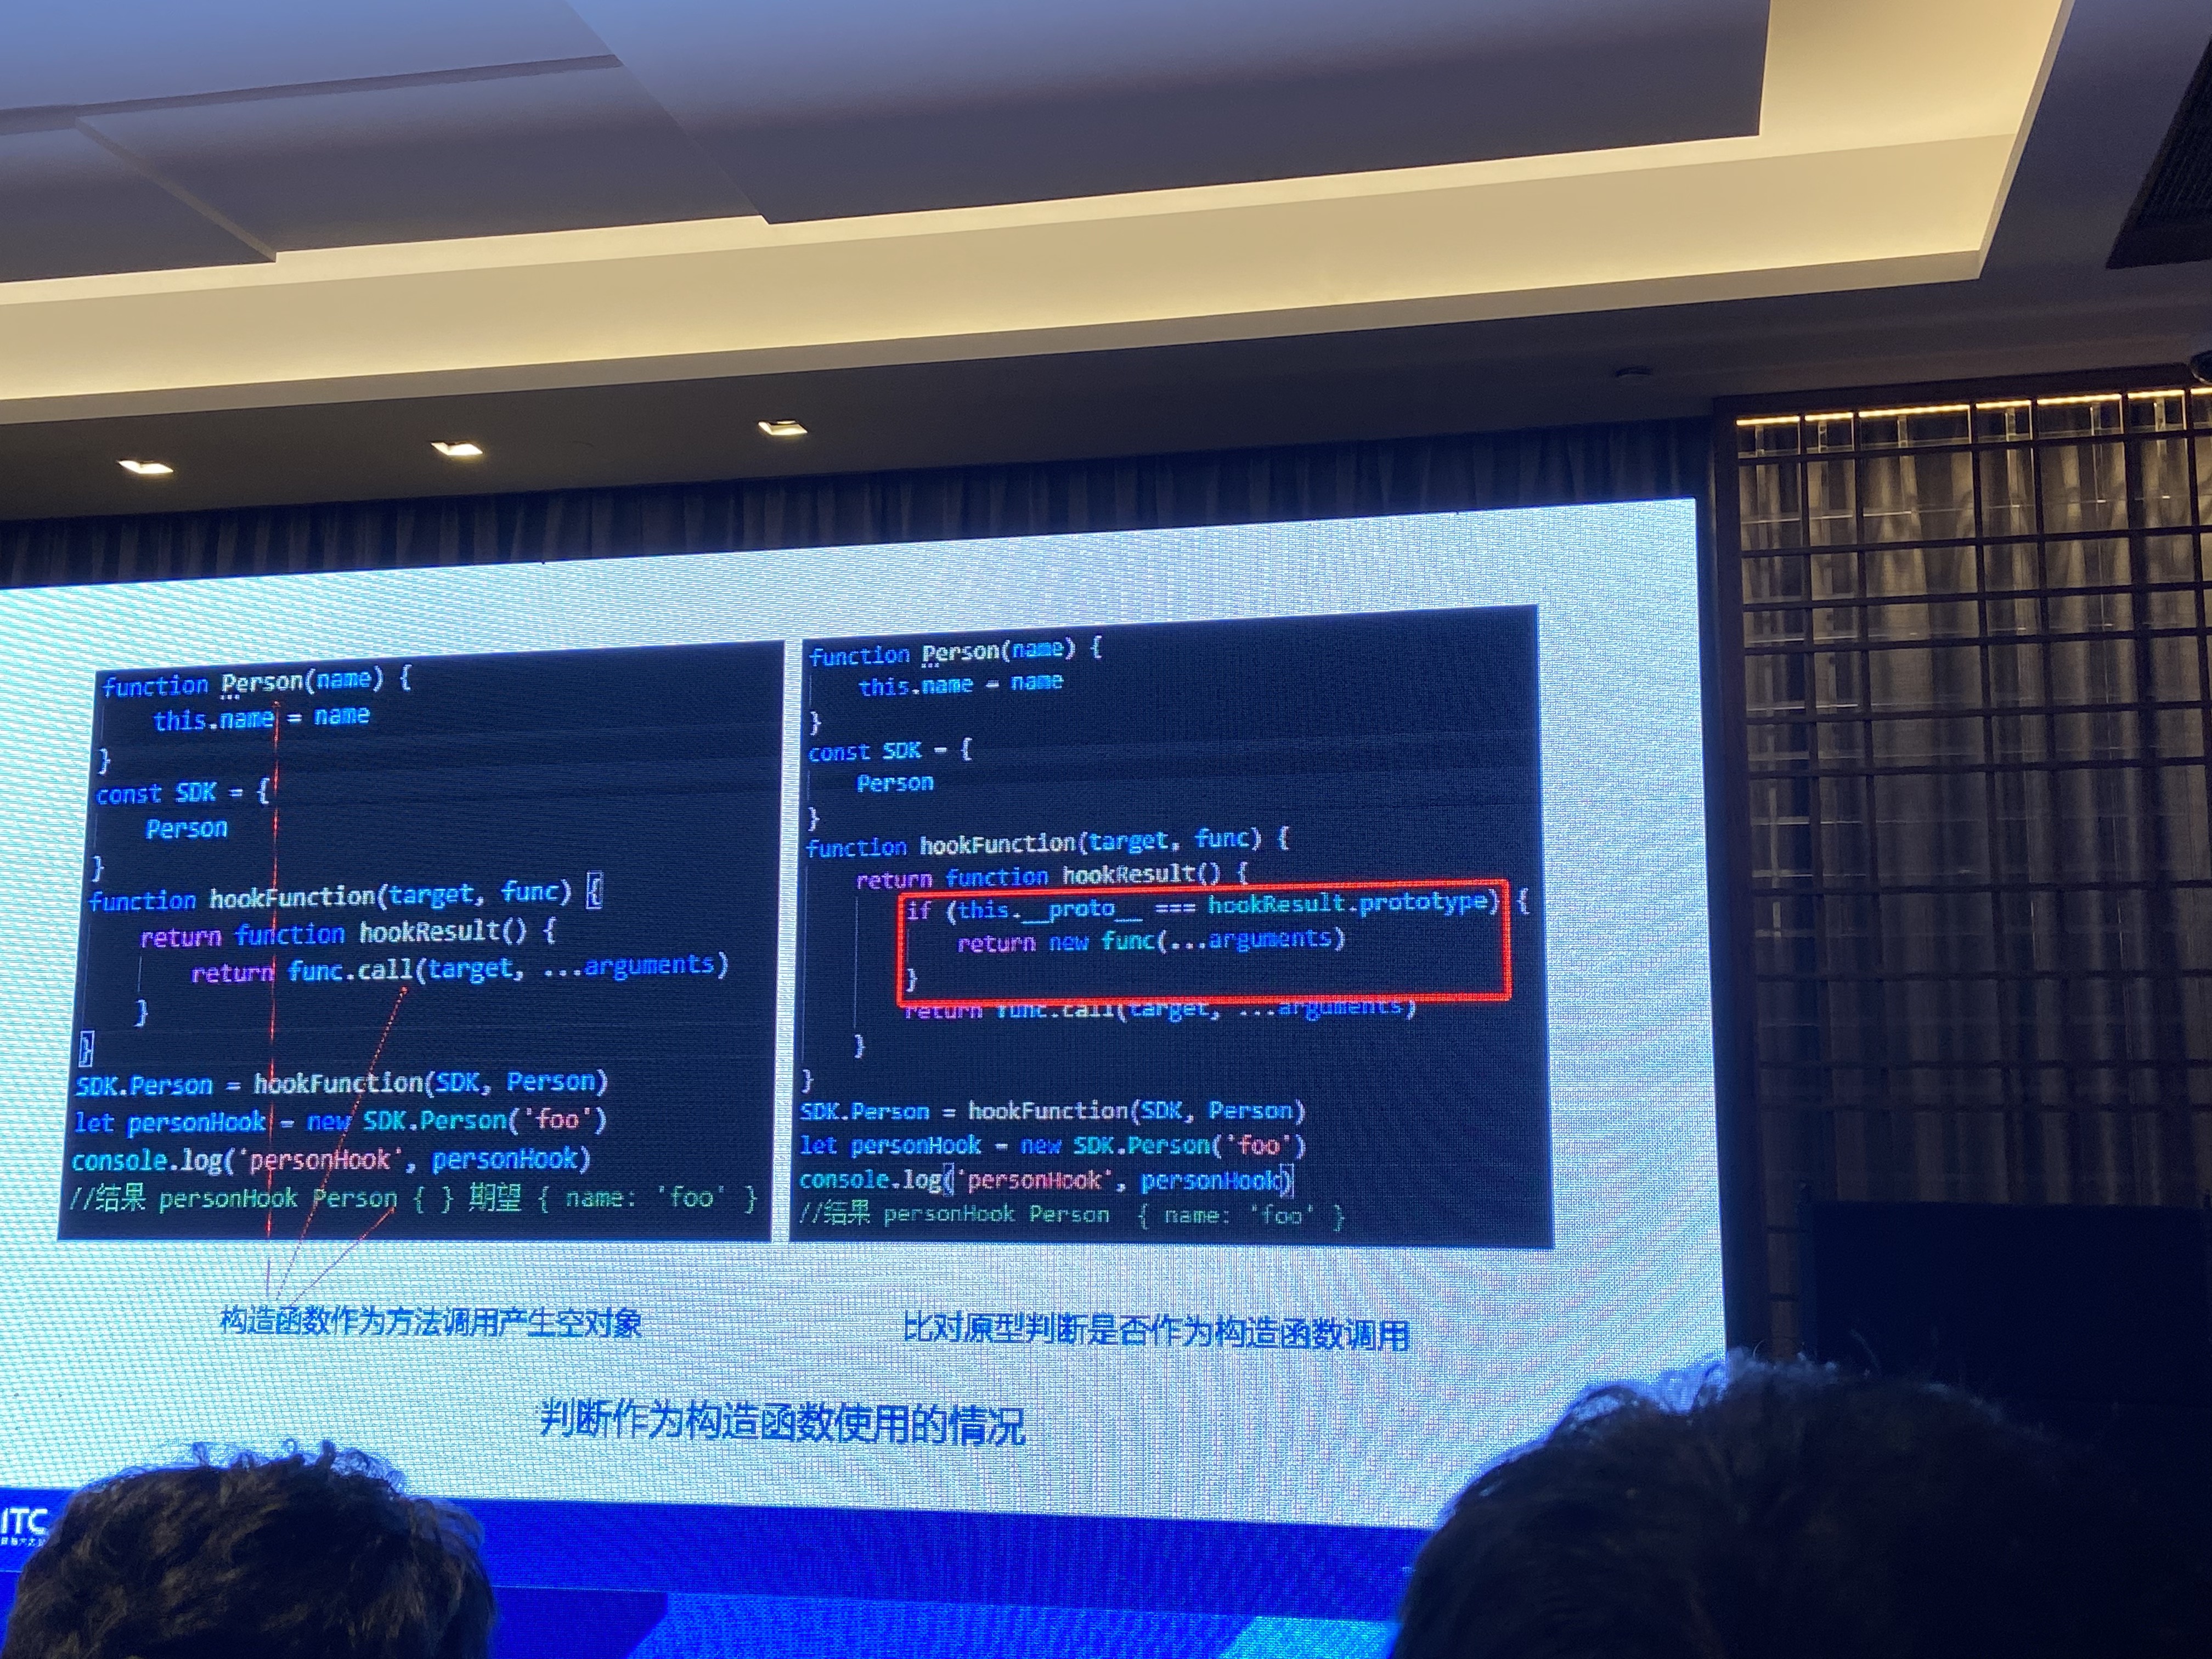 function Person(name) {
this.name = name
}
const SDK = {
Person
}
function hookFunction(target, func) {
return function hookResult() {
return func.call(target, ...arguments)
}
}
SDK.Person = hookFunction(SDK, Person)
let personHook = new SDK.Person('foo')
console.log('personHook', personHook)
//结果 personHook Person { } 期望 { name: 'foo' }
构造函数作为方法调用产生空对象
function Person(name) {
this.name = name
}
const SDK = {
Person
}
function hookFunction(target, func) {
return function hookResult() {
if (this.__proto__ === hookResult.prototype) {
return new func(...arguments)
}
return func.call(target, ...arguments)
}
}
SDK.Person = hookFunction(SDK, Person)
let personHook = new SDK.Person('foo')
console.log('personHook', personHook)
//结果 personHook Person { name: 'foo' }
比对原型判断是否作为构造函数调用
判断作为构造函数使用的情况
ITC